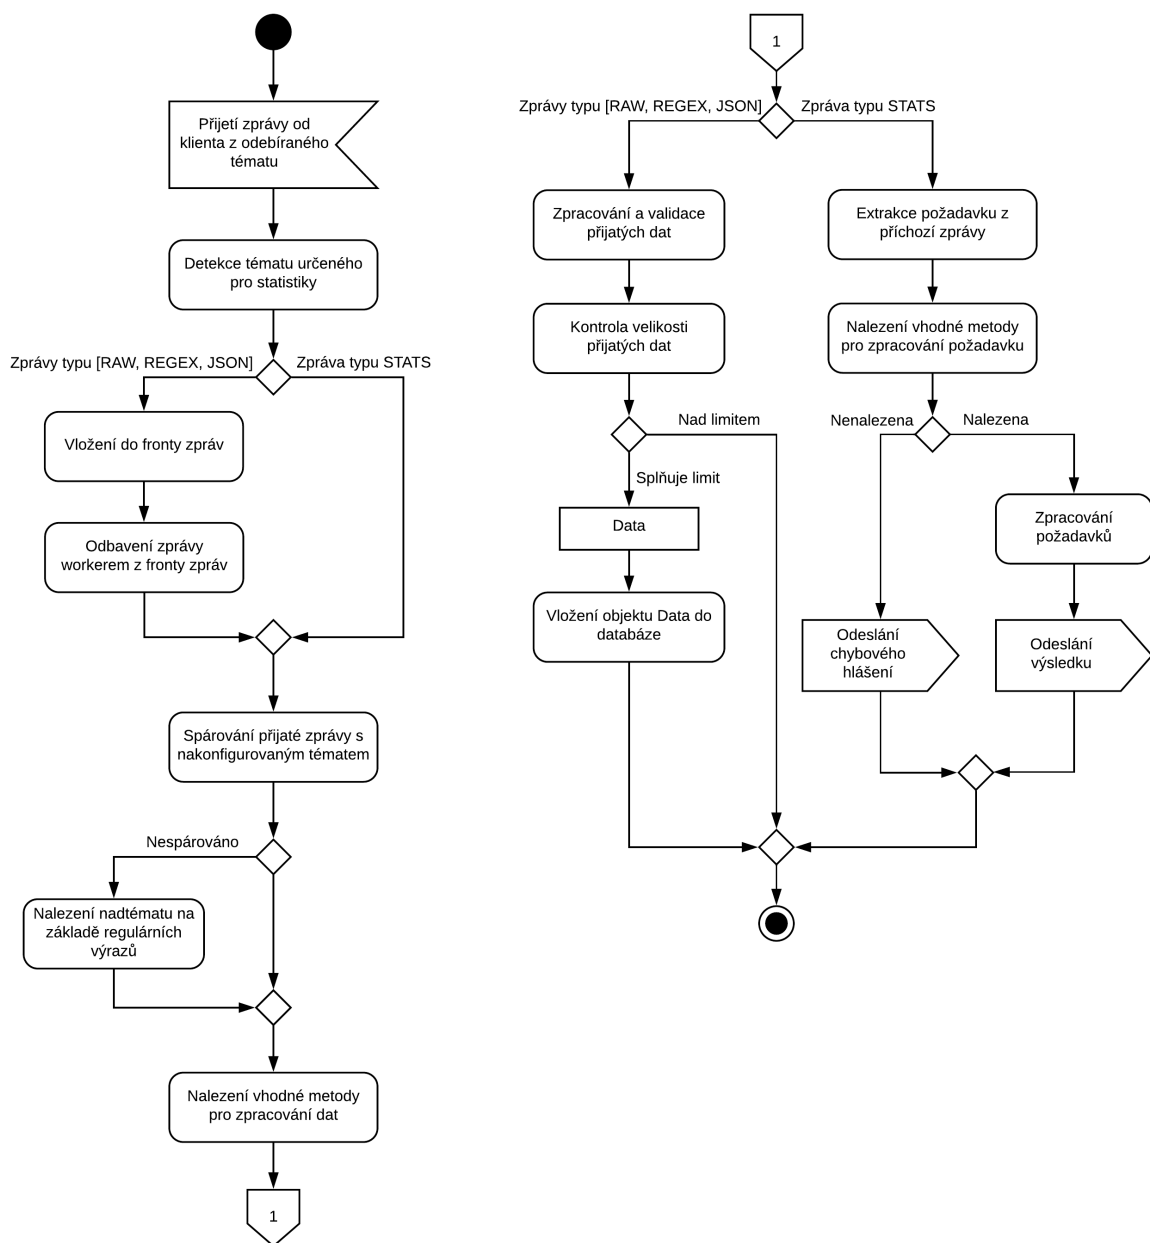 Přijetí zprávy od
klienta z odebíraného
tématu
Detekce tématu určeného
pro statistiky
Zprávy typu [RAW, REGEX, JSON]
Zpráva typu STATS
Vložení do fronty zpráv
Odbavení zprávy
workerem z fronty zpráv
Spárování přijaté zprávy s
nakonfigurovaným tématem
Nespárováno
Nalezení nadtématu na
základě regulárních
výrazů
Nalezení vhodné metody
pro zpracování dat
1
1
Zprávy typu [RAW, REGEX, JSON]
Zpráva typu STATS
Zpracování a validace
přijatých dat
Kontrola velikosti
přijatých dat
Nad limitem
Splňuje limit
Data
Vložení objektu Data do
databáze
Extrakce požadavku z
příchozí zprávy
Nalezení vhodné metody
pro zpracování požadavku
Nenalezena
Nalezena
Zpracování
požadavků
Odeslání
chybového
hlášení
Odeslání
výsledku